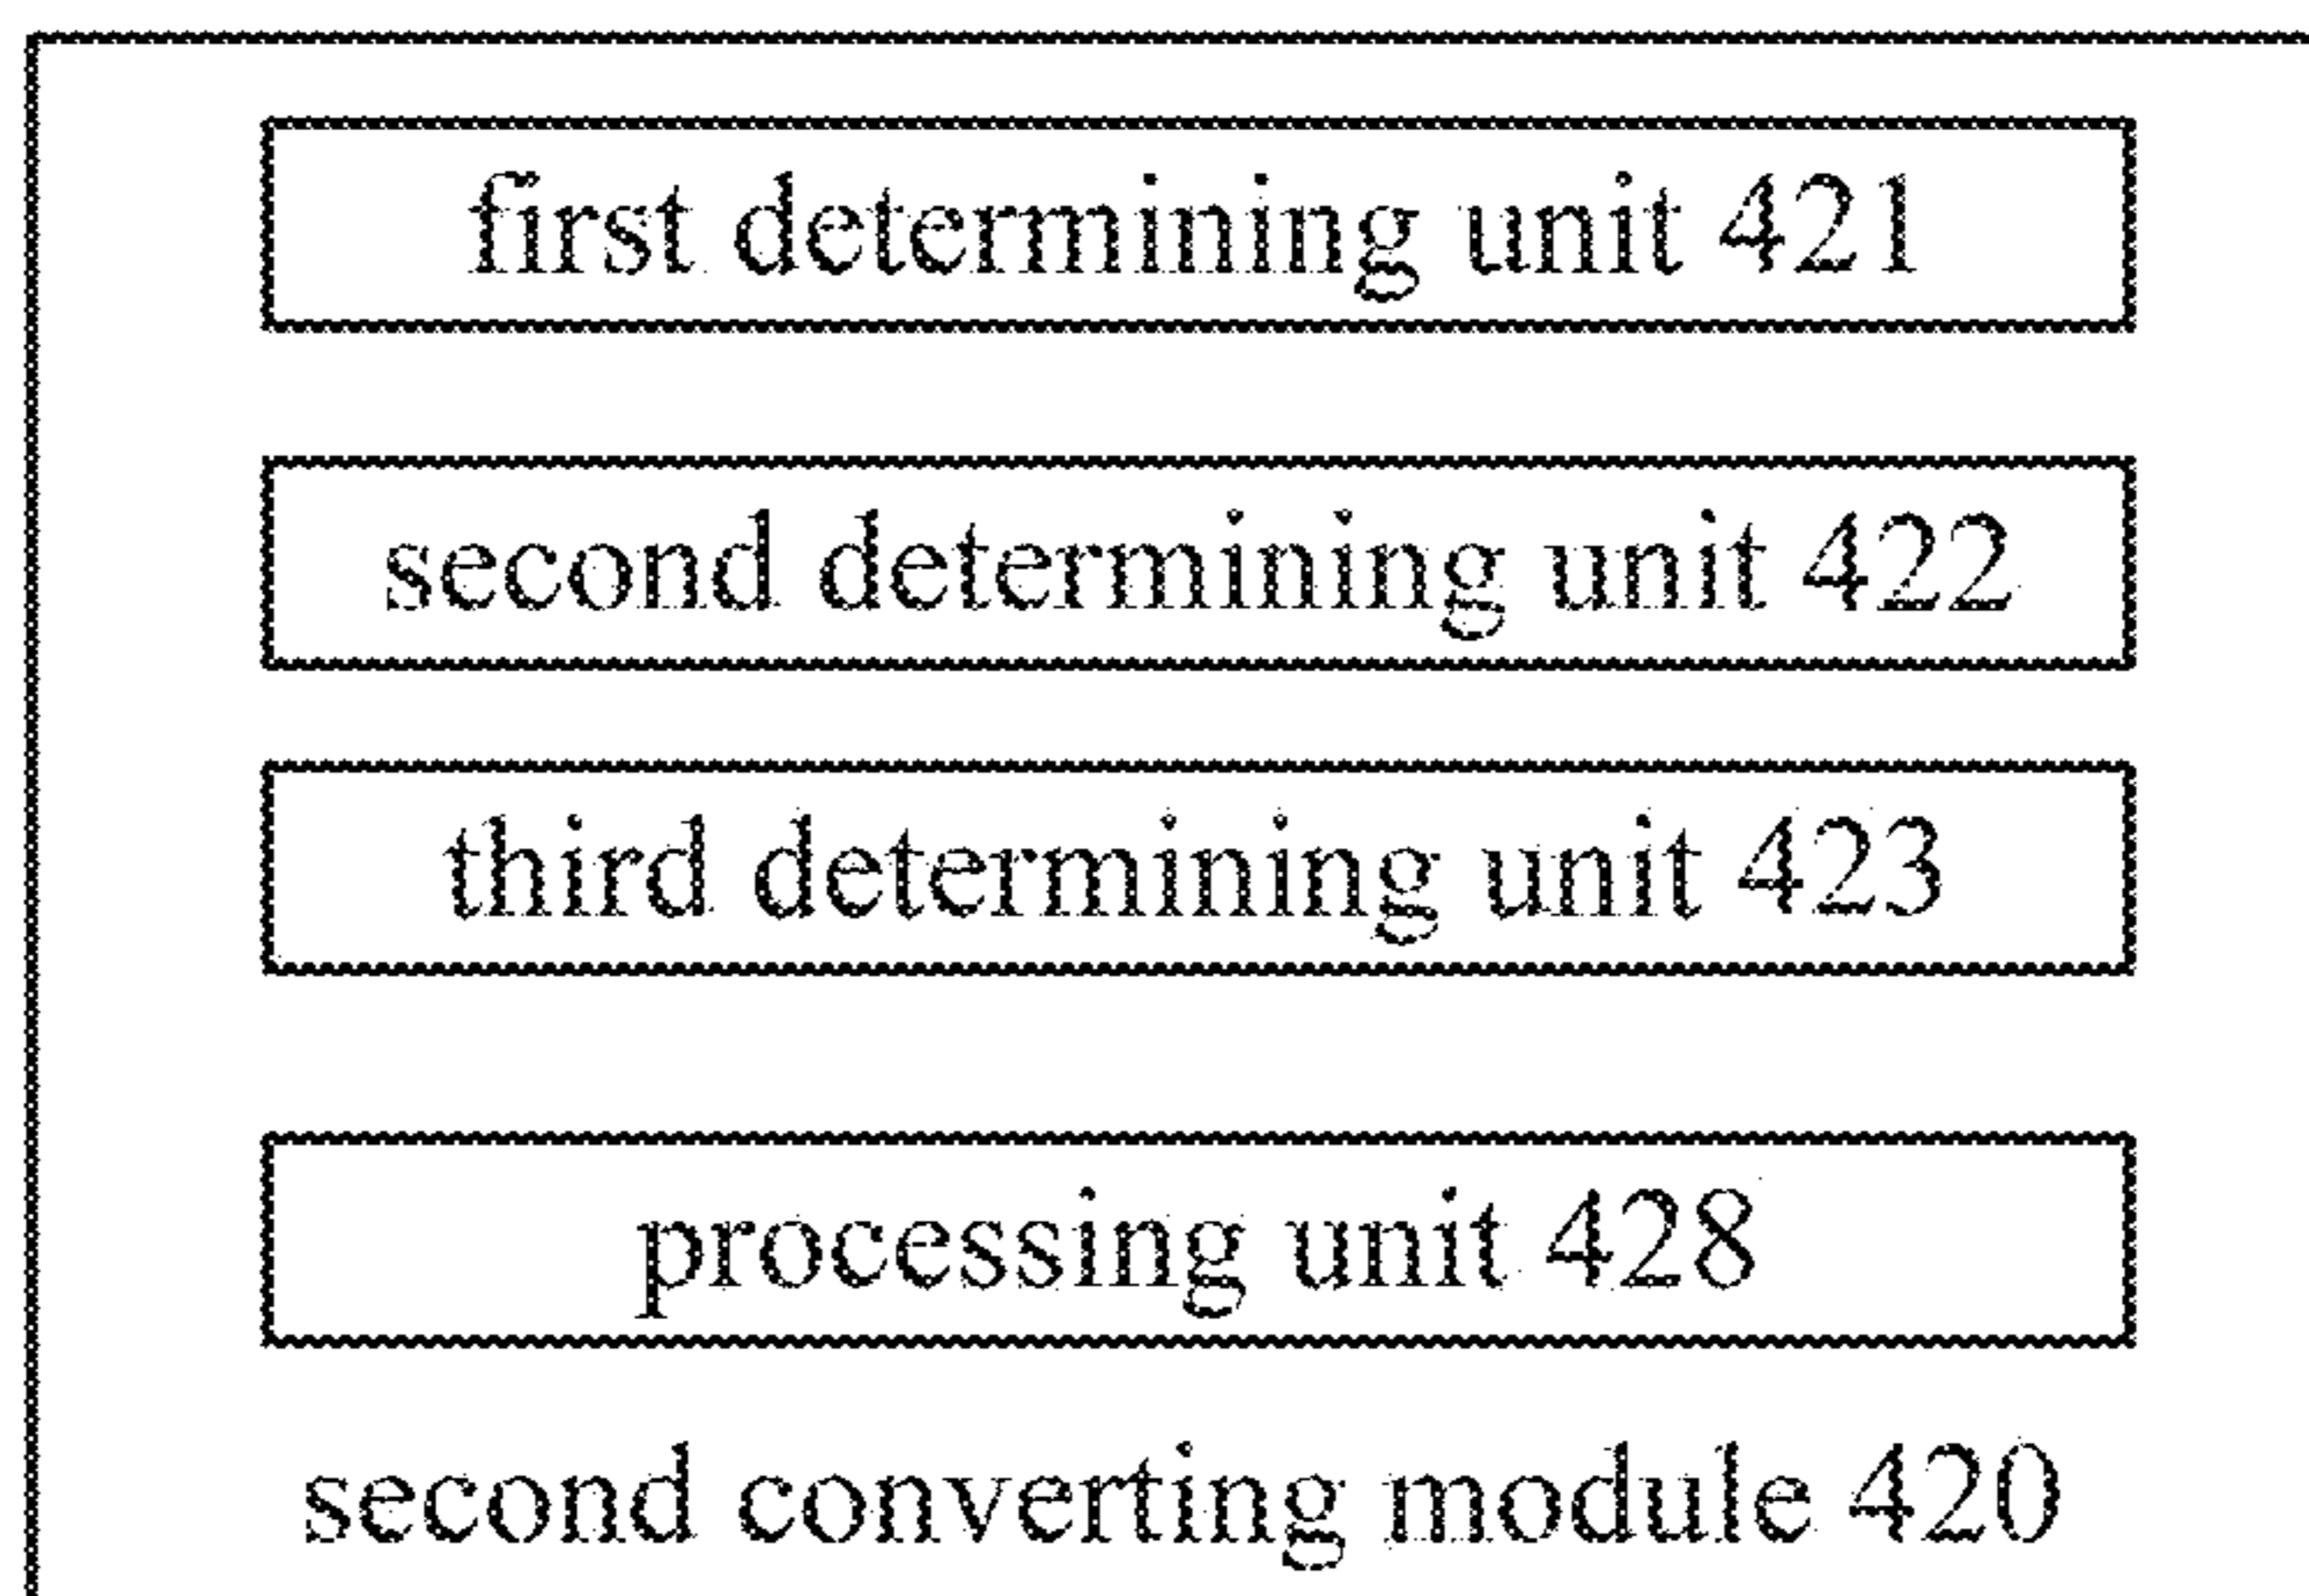 first determining unit 421
second determining unit 422
third determining unit 423
processing unit 428
second converting module 420